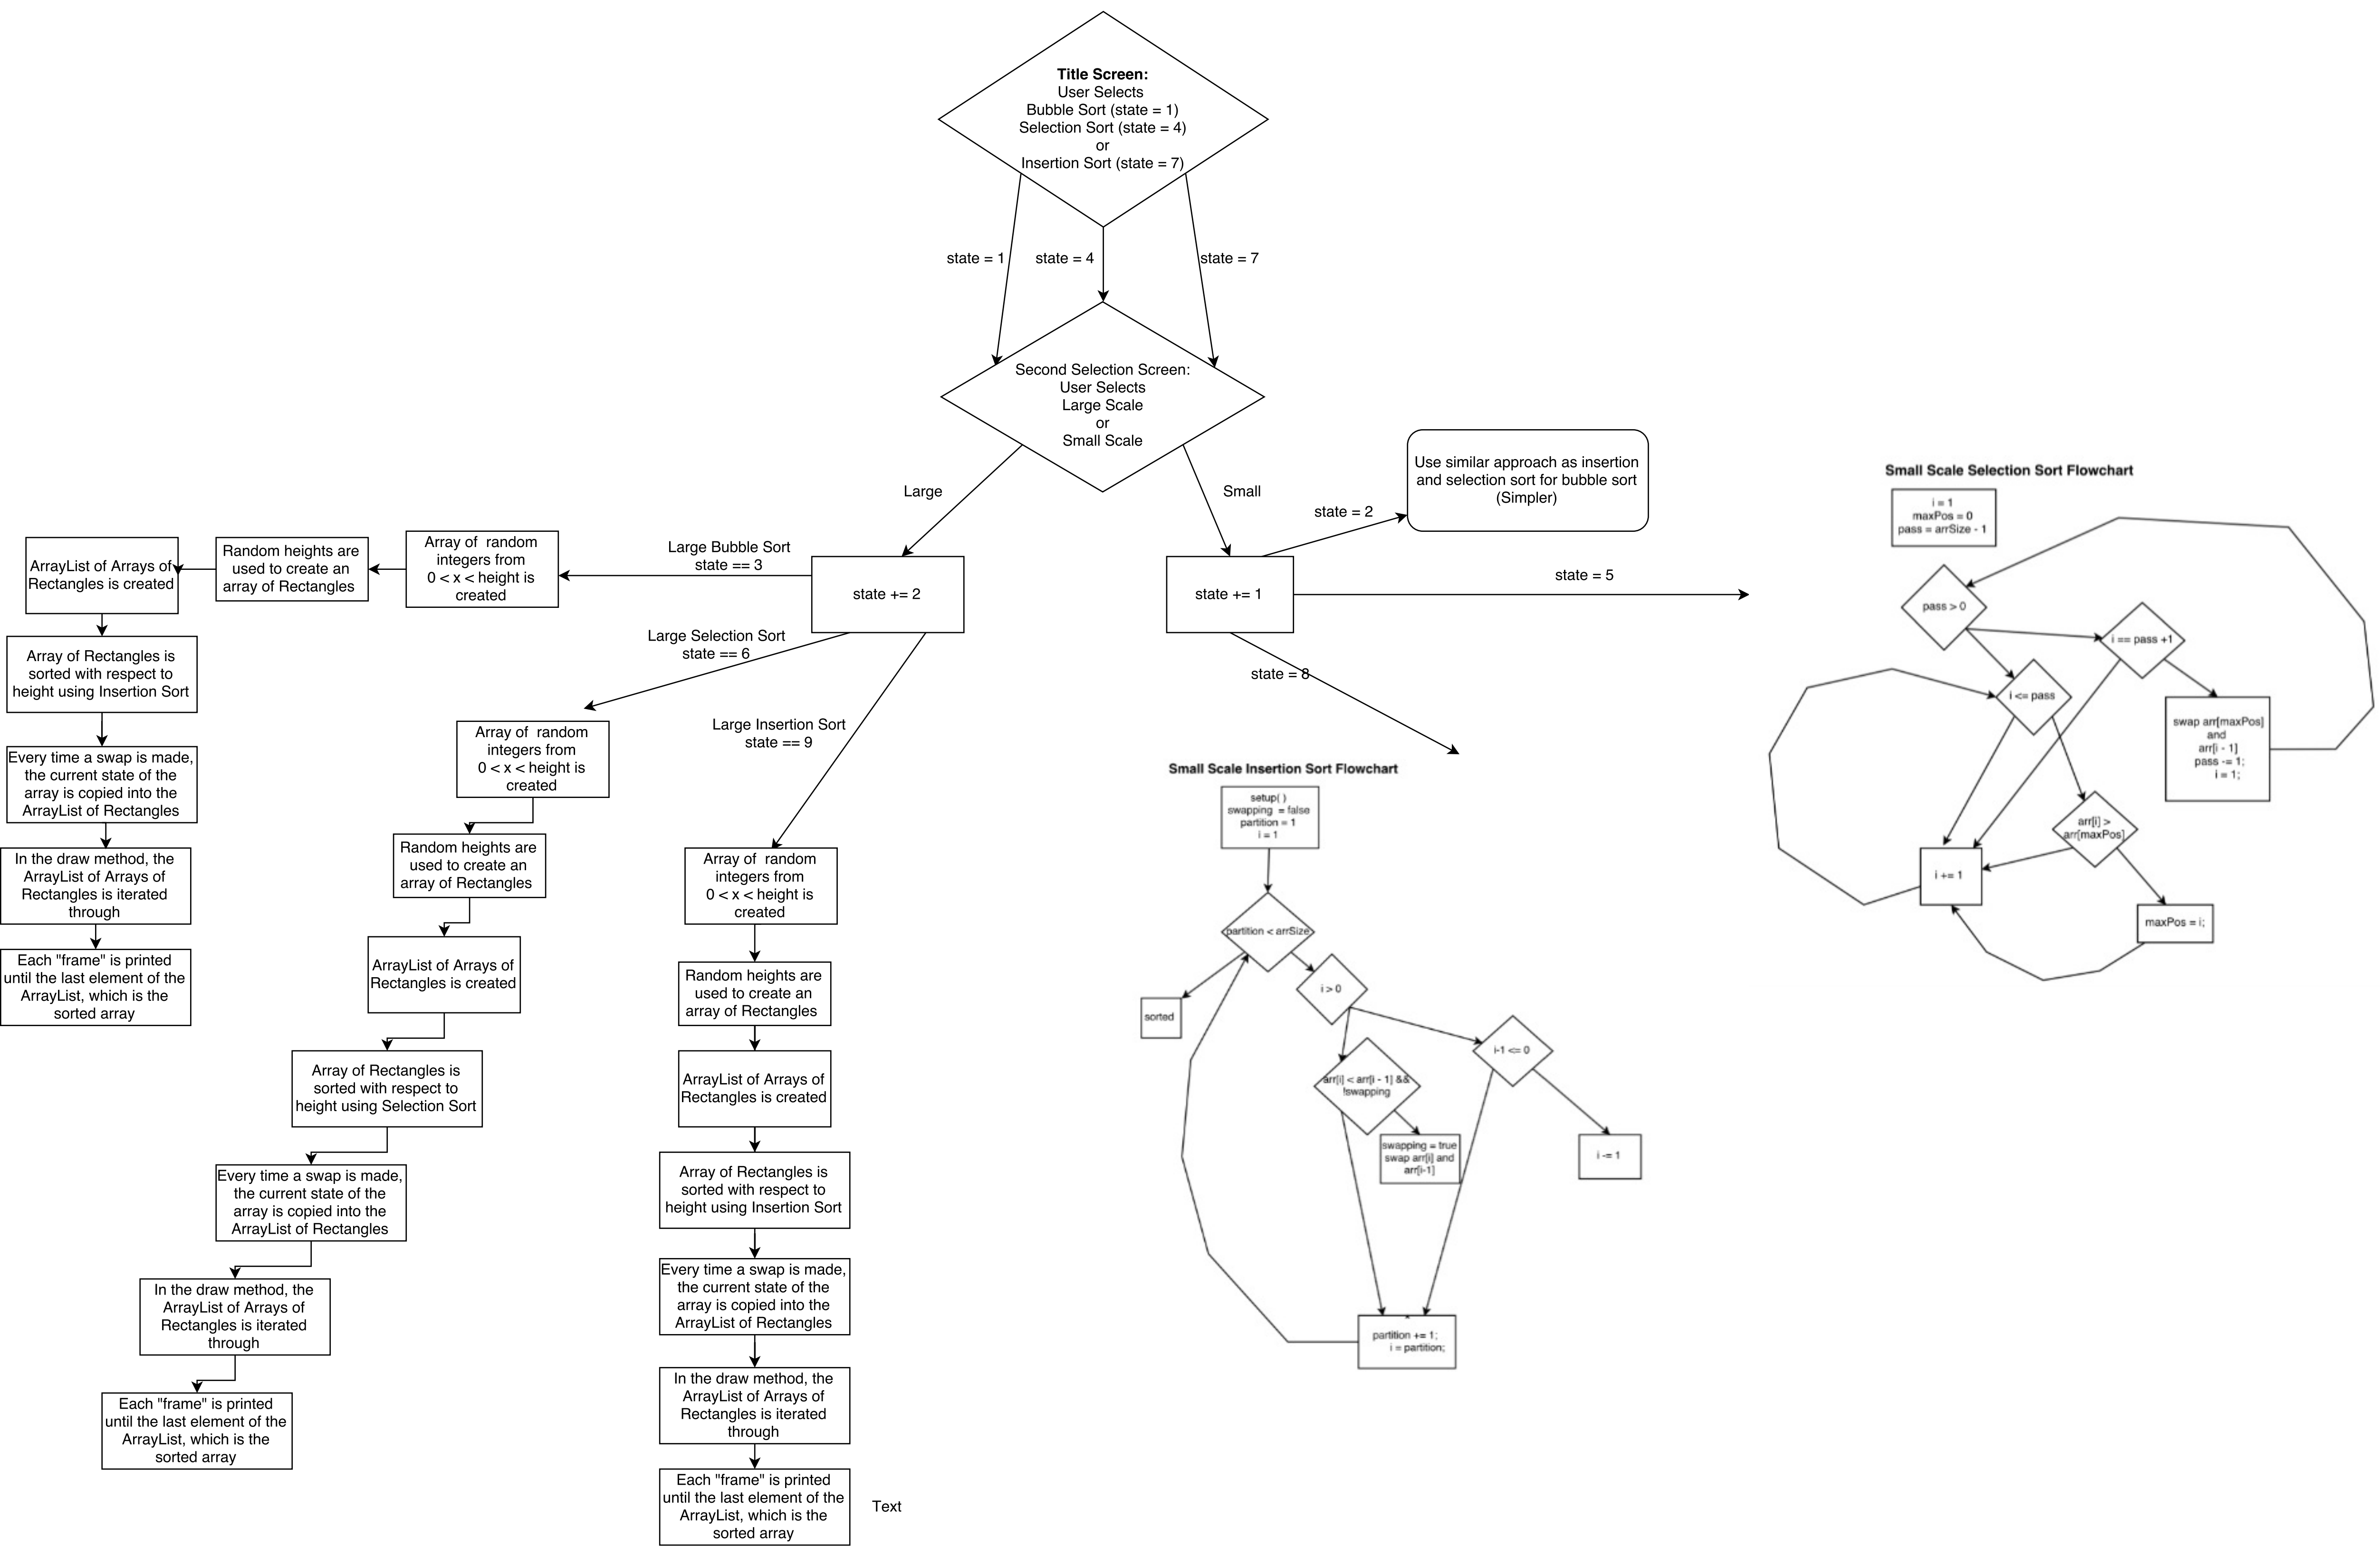 Title Screen:
User Selects
Bubble Sort (state = 1)
Selection Sort (state = 4)
or
Insertion Sort (state = 7)
state = 1
state = 4
state = 7
Second Selection Screen:
User Selects
Large Scale
or
Small Scale
Large
Small
state += 2
state += 1
Large Bubble Sort
state == 3
Array of random
integers from
0 < x < height is
created
Random heights are
used to create an
array of Rectangles
ArrayList of Arrays of
Rectangles is created
Array of Rectangles is
sorted with respect to
height using Insertion Sort
Every time a swap is made,
the current state of the
array is copied into the
ArrayList of Rectangles
In the draw method, the
ArrayList of Arrays of
Rectangles is iterated
through
Each "frame" is printed
until the last element of the
ArrayList, which is the
sorted array
Large Selection Sort
state == 6
Array of random
integers from
0 < x < height is
created
Random heights are
used to create an
array of Rectangles
ArrayList of Arrays of
Rectangles is created
Array of Rectangles is
sorted with respect to
height using Selection Sort
Every time a swap is made,
the current state of the
array is copied into the
ArrayList of Rectangles
In the draw method, the
ArrayList of Arrays of
Rectangles is iterated
through
Each "frame" is printed
until the last element of the
ArrayList, which is the
sorted array
Large Insertion Sort
state == 9
Array of random
integers from
0 < x < height is
created
Random heights are
used to create an
array of Rectangles
ArrayList of Arrays of
Rectangles is created
Array of Rectangles is
sorted with respect to
height using Insertion Sort
Every time a swap is made,
the current state of the
array is copied into the
ArrayList of Rectangles
In the draw method, the
ArrayList of Arrays of
Rectangles is iterated
through
Each "frame" is printed
until the last element of the
ArrayList, which is the
sorted array
Text
state = 2
Use similar approach as insertion
and selection sort for bubble sort
(Simpler)
state = 5
state = 8
Small Scale Insertion Sort Flowchart
setup( )
swapping = false
partition = 1
i = 1
partition < arrSize
sorted
i > 0
arr[i] < arr[i - 1] &&
!swapping
i-1 <= 0
swapping = true
swap arr[i] and
arr[i-1]
i -= 1
partition += 1;
i = partition;
Small Scale Selection Sort Flowchart
i = 1
maxPos = 0
pass = arrSize - 1
pass > 0
i == pass +1
i <= pass
swap arr[maxPos]
and
arr[i - 1]
pass -= 1;
i = 1;
arr[i] >
arr[maxPos]
i += 1
maxPos = i;